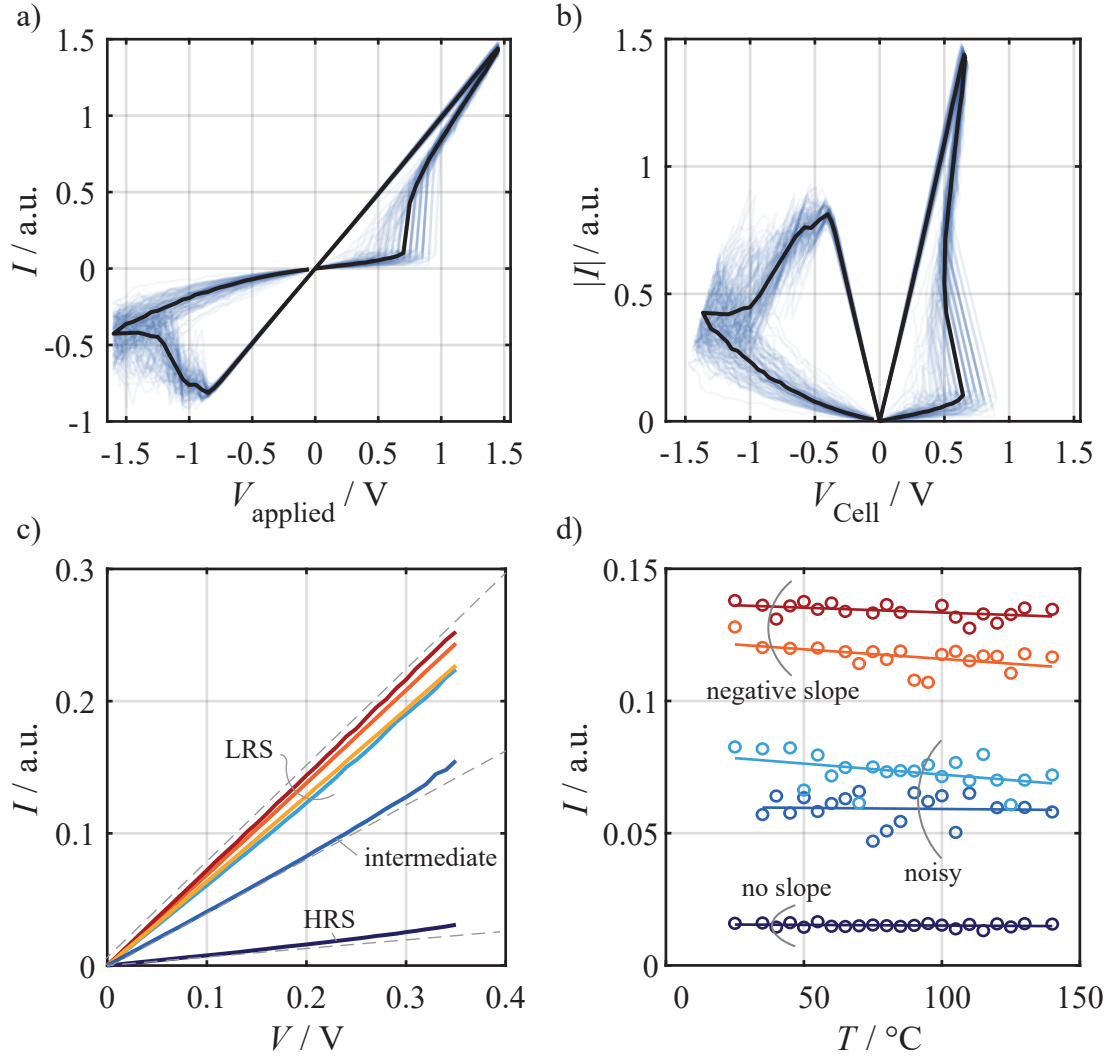 a)
1.5
1
0.5
0
-0.5
-1
I / a.u.
-1.5 -1 -0.5 0 0.5 1 1.5
V applied / V
b)
1.5
1
0.5
0
|I| / a.u.
-1.5 -1 -0.5 0 0.5 1 1.5
V Cell / V
c)
0.3
0.2
0.1
0
I / a.u.
LRS
intermediate
HRS
0 0.1 0.2 0.3 0.4
V / V
d)
0.15
0.1
0.05
0
I / a.u.
negative slope
no slope
noisy
0 50 100 150
T / °C